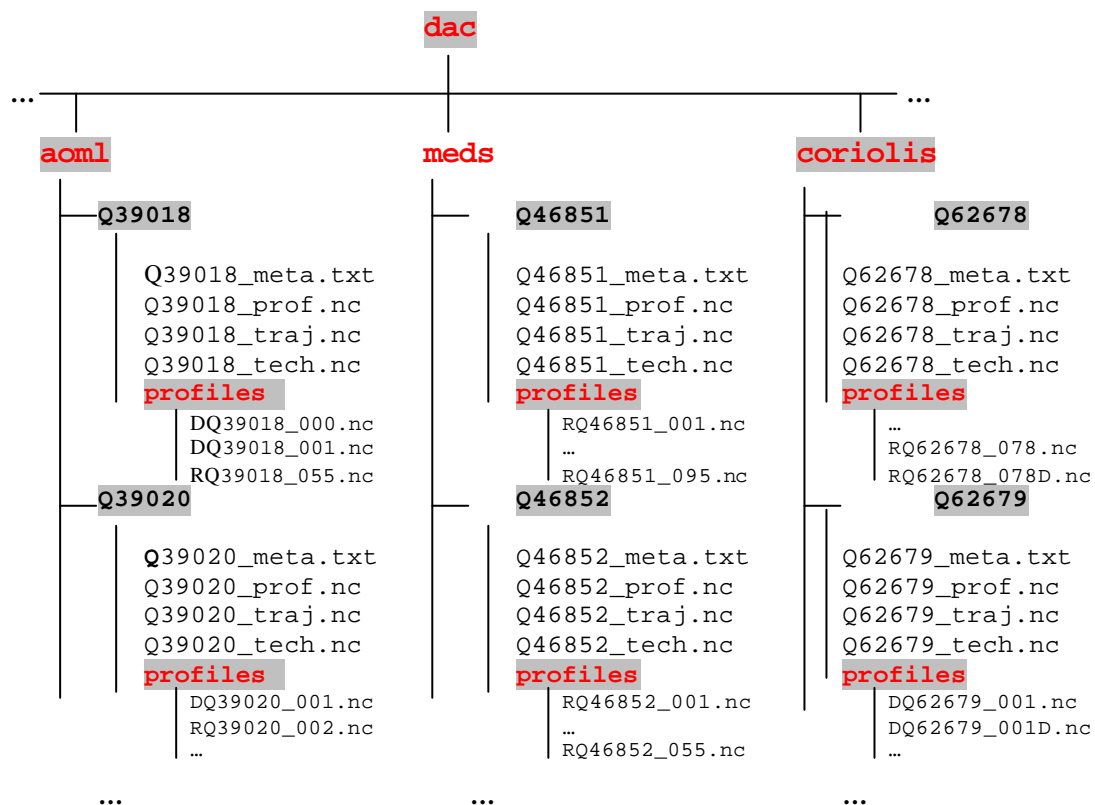 dac
...
...
aoml
meds
coriolis
Q39018
Q39018_meta.txt
Q39018_prof.nc
Q39018_traj.nc
Q39018_tech.nc
profiles
DQ39018_000.nc
DQ39018_001.nc
RQ39018_055.nc
Q39020
Q39020_meta.txt
Q39020_prof.nc
Q39020_traj.nc
Q39020_tech.nc
profiles
DQ39020_001.nc
RQ39020_002.nc
…
...
Q46851
Q46851_meta.txt
Q46851_prof.nc
Q46851_traj.nc
Q46851_tech.nc
profiles
RQ46851_001.nc
…
RQ46851_095.nc
Q46852
Q46852_meta.txt
Q46852_prof.nc
Q46852_traj.nc
Q46852_tech.nc
profiles
RQ46852_001.nc
…
RQ46852_055.nc
...
Q62678
Q62678_meta.txt
Q62678_prof.nc
Q62678_traj.nc
Q62678_tech.nc
profiles
…
RQ62678_078.nc
RQ62678_078D.nc
Q62679
Q62679_meta.txt
Q62679_prof.nc
Q62679_traj.nc
Q62679_tech.nc
profiles
DQ62679_001.nc
DQ62679_001D.nc
…
...